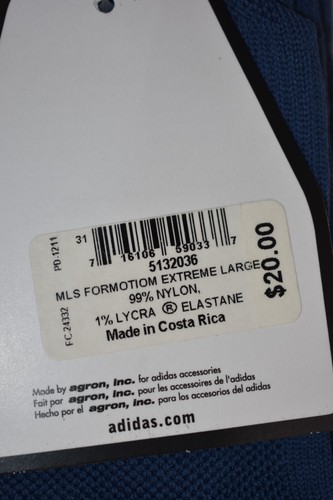 PD-1211
FC-24332
31
7 16106 59033 7
5132036
MLS FORMOTIOM EXTREME LARGE
99% NYLON,
1% LYCRA ® ELASTANE
Made in Costa Rica
$20.00
Made by agron, inc. for adidas accessories
Fait par agron, inc. pour les accessoires de l'adidas
Hecho por el agron, inc. para los accesorios del adidas
adidas.com